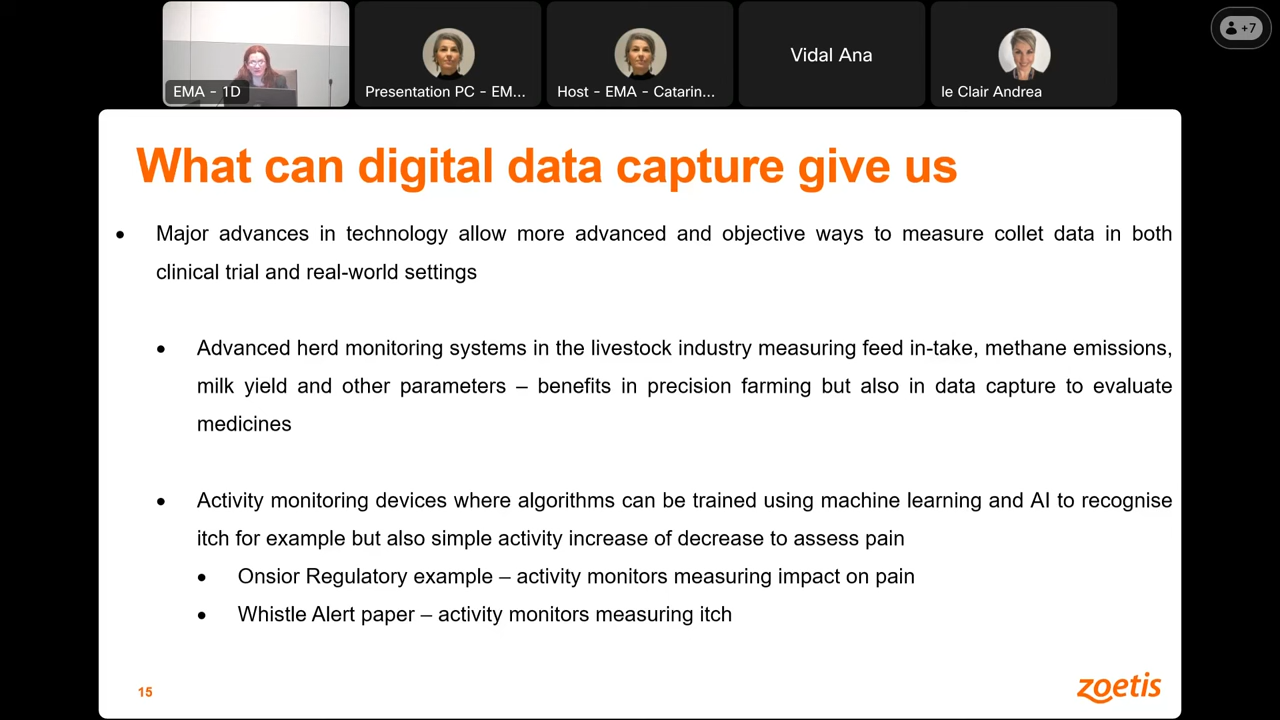 +7
EMA - 1D
Presentation PC - EM...
Host - EMA - Catarin...
Vidal Ana
le Clair Andrea
What can digital data capture give us
• Major advances in technology allow more advanced and objective ways to measure collet data in both
clinical trial and real-world settings
• Advanced herd monitoring systems in the livestock industry measuring feed in-take, methane emissions,
milk yield and other parameters – benefits in precision farming but also in data capture to evaluate
medicines
• Activity monitoring devices where algorithms can be trained using machine learning and AI to recognise
itch for example but also simple activity increase of decrease to assess pain
• Onsior Regulatory example – activity monitors measuring impact on pain
• Whistle Alert paper – activity monitors measuring itch
15
zoetis